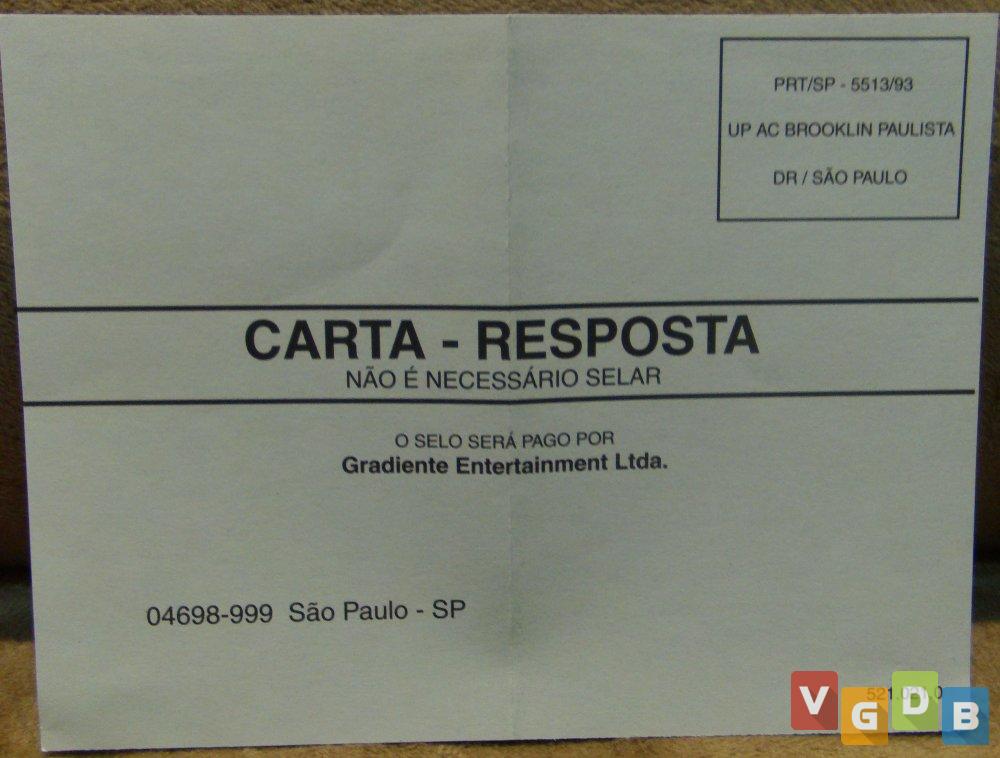 PRT/SP - 5513/93
UP AC BROOKLIN PAULISTA
DR / SÃO PAULO
CARTA - RESPOSTA
NÃO É NECESSÁRIO SELAR
O SELO SERÁ PAGO POR
Gradiente Entertainment Ltda.
04698-999 São Paulo - SP
VGDB